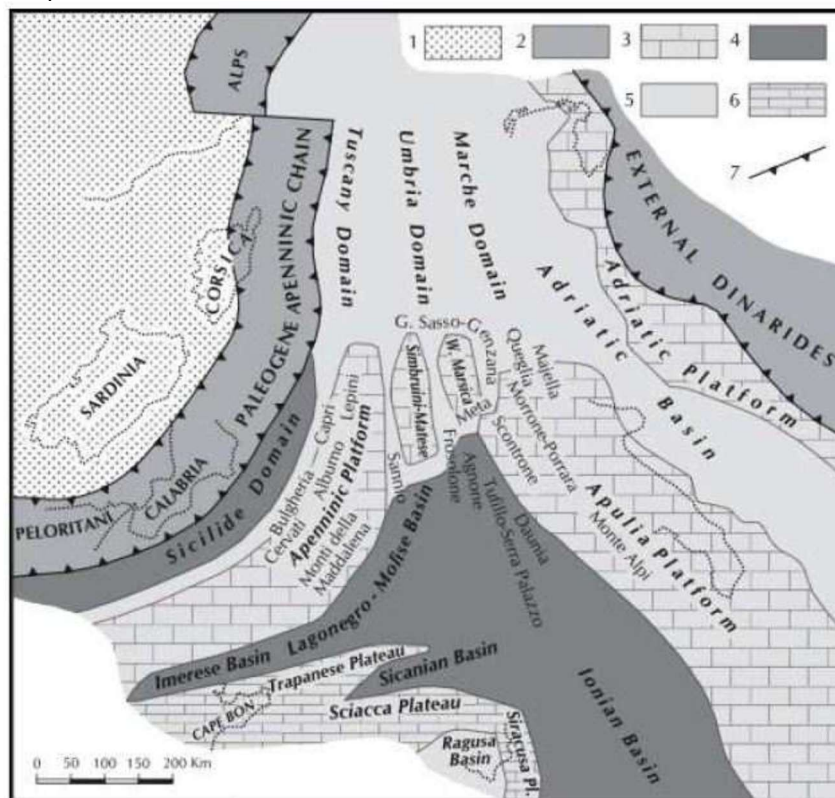 1
2
3
4
5
6
7
ALPS
Tuscany Domain
Umbria Domain
Marche Domain
EXTERNAL DINARIDES
Adriatic Platform
Adriatic Basin
PALEOGENE APENNINIC CHAIN
CORSICA
SARDINIA
CALABRIA
PELORITANI
Sicilide Domain
G. Sasso-Genzana
Simbruini-Matese
W. Marsica
Meta
Majella
Queglia
Morrone-Porrara
Scontrone
Lepini
Capri
Bulgheria
Alburno
Cervati
Apenninic Platform
Monti della
Maddalena
Sannio
Frosolone
Agnone
Tufillo-Serra Palazzo
Daunia
Monte Alpi
Apulia Platform
Lagonegro - Molise Basin
Imerese Basin
Trapanese Plateau
Sicanian Basin
CAPE BON
Sciacca Plateau
Ionian Basin
Siracusa Pl.
Ragusa
Basin
0 50 100 150 200 Km